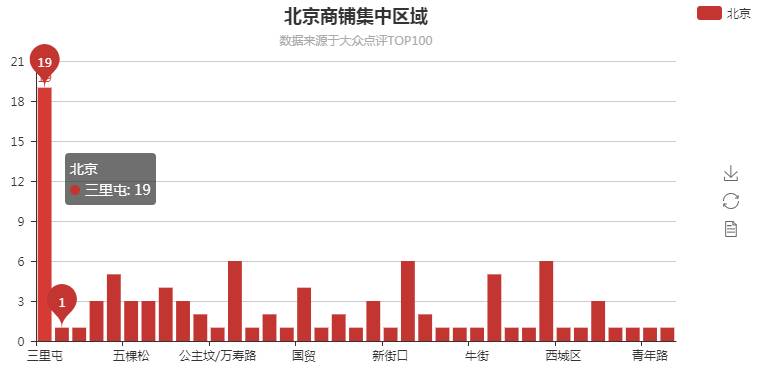 北京商铺集中区域
数据来源于大众点评TOP100
北京
21
18
15
12
9
6
3
0
19
19
北京
三里屯: 19
1
三里屯
五棵松
公主坟/万寿路
国贸
新街口
牛街
西城区
青年路